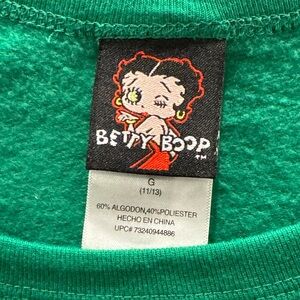 BETTY BOOP
TM
G
(11/13)
60% ALGODON,40%POLIESTER
HECHO EN CHINA
UPC# 73240944886